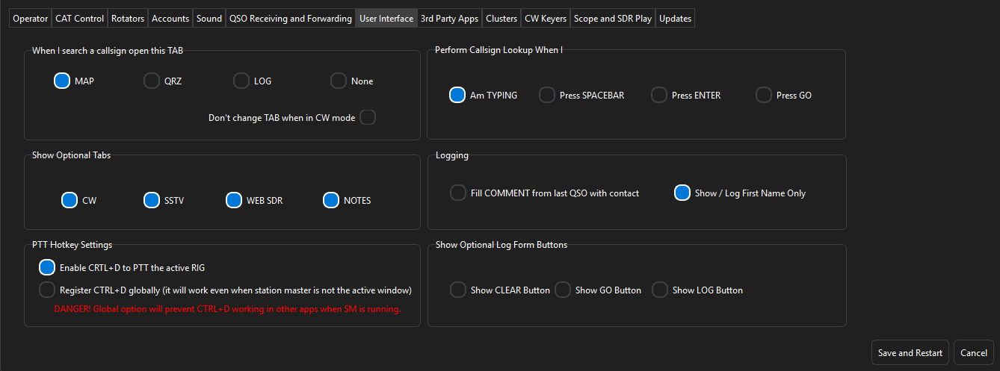 Operator CAT Control Rotators Accounts Sound QSO Receiving and Forwarding User Interface 3rd Party Apps Clusters CW Keyers Scope and SDR Play Updates
When I search a callsign open this TAB
MAP QRZ LOG None
Don't change TAB when in CW mode
Perform Callsign Lookup When I
Am TYPING Press SPACEBAR Press ENTER Press GO
Show Optional Tabs
CW SSTV WEB SDR NOTES
Logging
Fill COMMENT from last QSO with contact Show / Log First Name Only
PTT Hotkey Settings
Enable CRTL+D to PTT the active RIG
Register CTRL+D globally (it will work even when station master is not the active window)
DANGER! Global option will prevent CTRL+D working in other apps when SM is running.
Show Optional Log Form Buttons
Show CLEAR Button Show GO Button Show LOG Button
Save and Restart Cancel